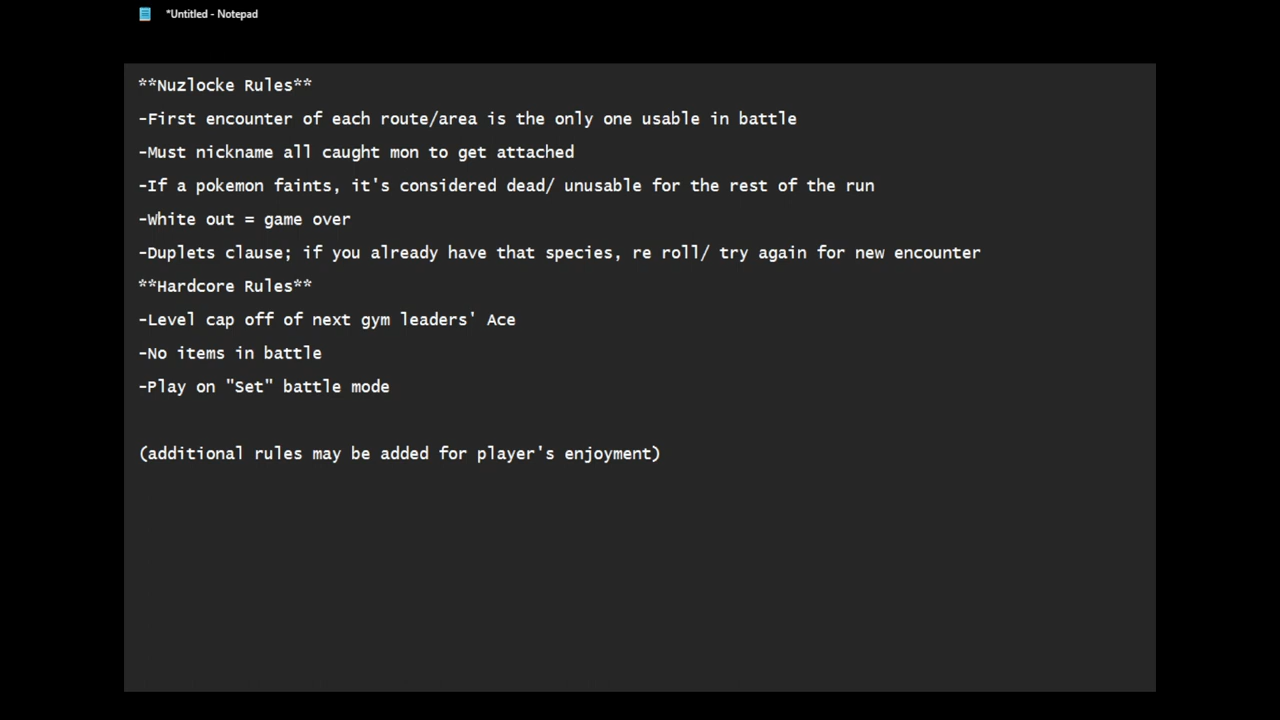 *Untitled - Notepad
**Nuzlocke Rules**
-First encounter of each route/area is the only one usable in battle
-Must nickname all caught mon to get attached
-If a pokemon faints, it's considered dead/ unusable for the rest of the run
-White out = game over
-Duplets clause; if you already have that species, re roll/ try again for new encounter
**Hardcore Rules**
-Level cap off of next gym leaders' Ace
-No items in battle
-Play on "Set" battle mode
(additional rules may be added for player's enjoyment)